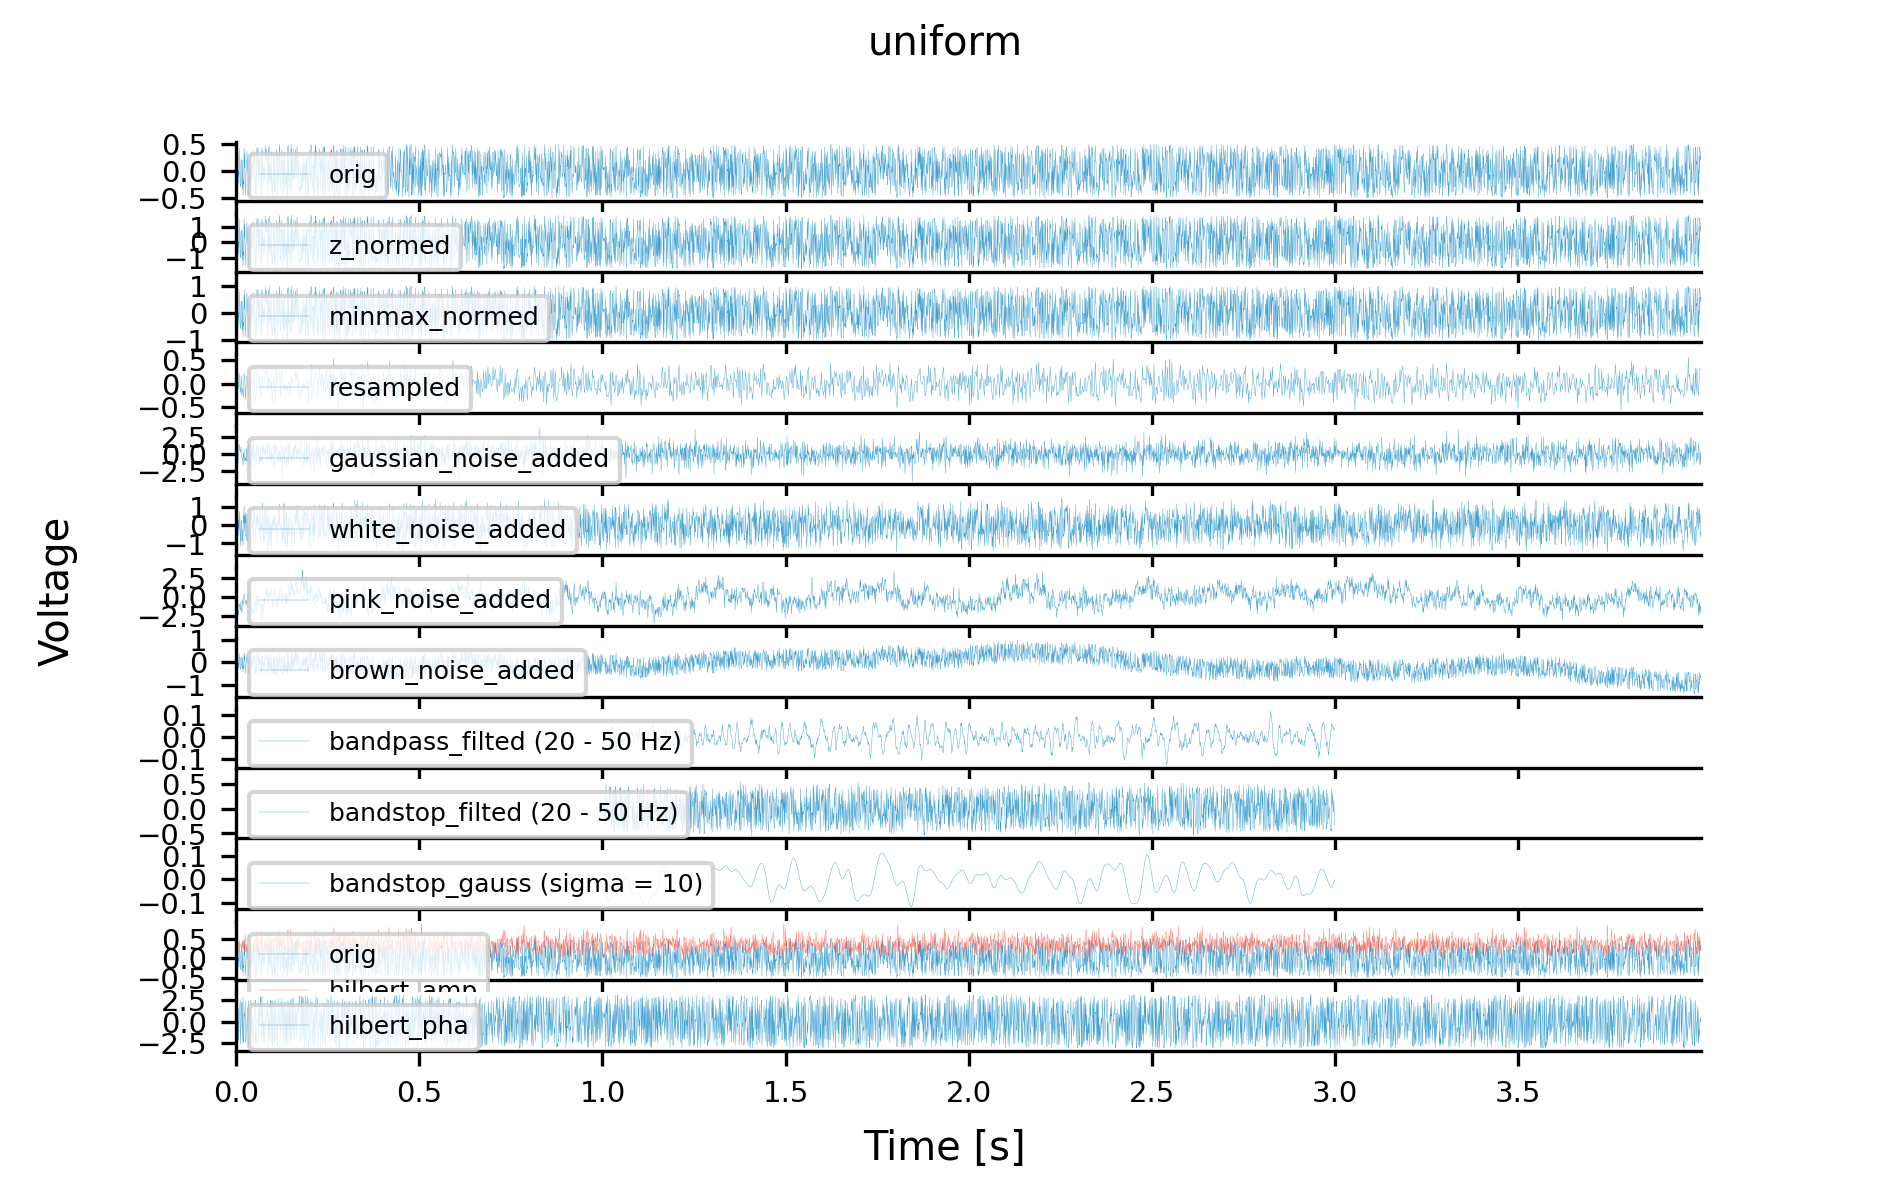 uniform
0.5
0.0
−0.5
orig
1
0
−1
z_normed
1
0
−1
minmax_normed
0.5
0.0
−0.5
resampled
2.5
0.0
−2.5
gaussian_noise_added
1
0
−1
white_noise_added
2.5
0.0
−2.5
pink_noise_added
1
0
−1
brown_noise_added
0.1
0.0
−0.1
bandpass_filted (20 - 50 Hz)
0.5
0.0
−0.5
bandstop_filted (20 - 50 Hz)
0.1
0.0
−0.1
bandstop_gauss (sigma = 10)
0.5
0.0
−0.5
orig
hilbert_amp
2.5
0.0
−2.5
hilbert_pha
0.0 0.5 1.0 1.5 2.0 2.5 3.0 3.5
Time [s]
Voltage